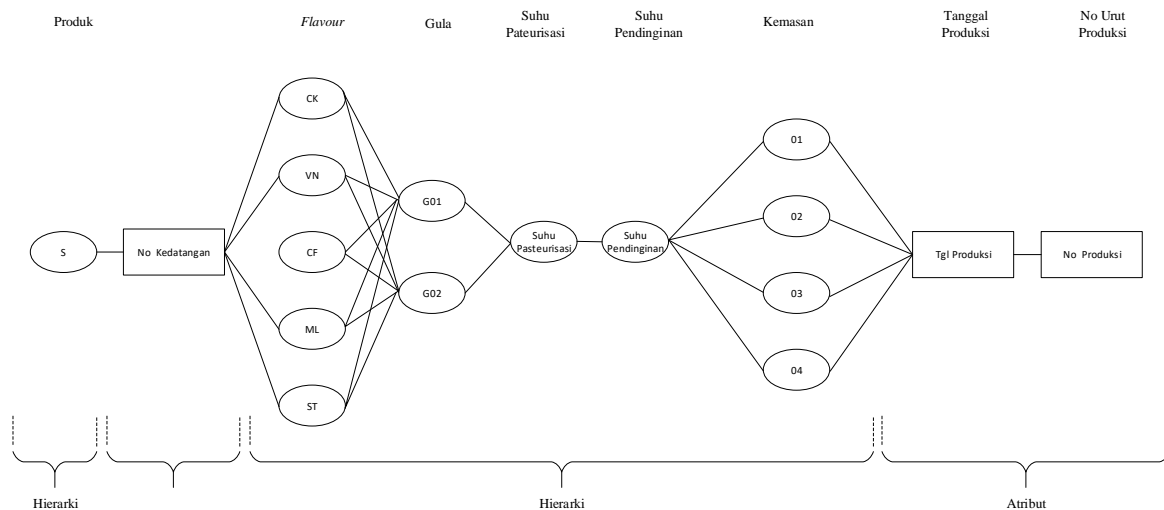 Produk
Flavour
Gula
Suhu
Pateurisasi
Suhu
Pendinginan
Kemasan
Tanggal
Produksi
No Urut
Produksi
S
No Kedatangan
CK
VN
CF
ML
ST
G01
G02
Suhu
Pasteurisasi
Suhu
Pendinginan
01
02
03
04
Tgl Produksi
No Produksi
Hierarki
Hierarki
Atribut